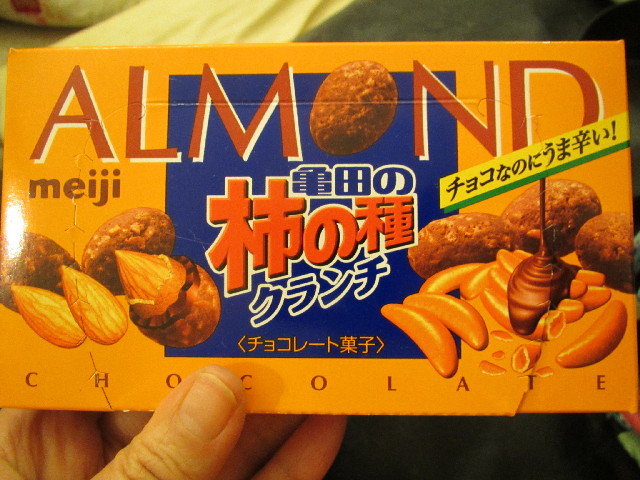 ALMOND
meiji
チョコなのにうま辛い!
亀田の
柿の種
クランチ
〈チョコレート菓子〉
CHOCOLATE